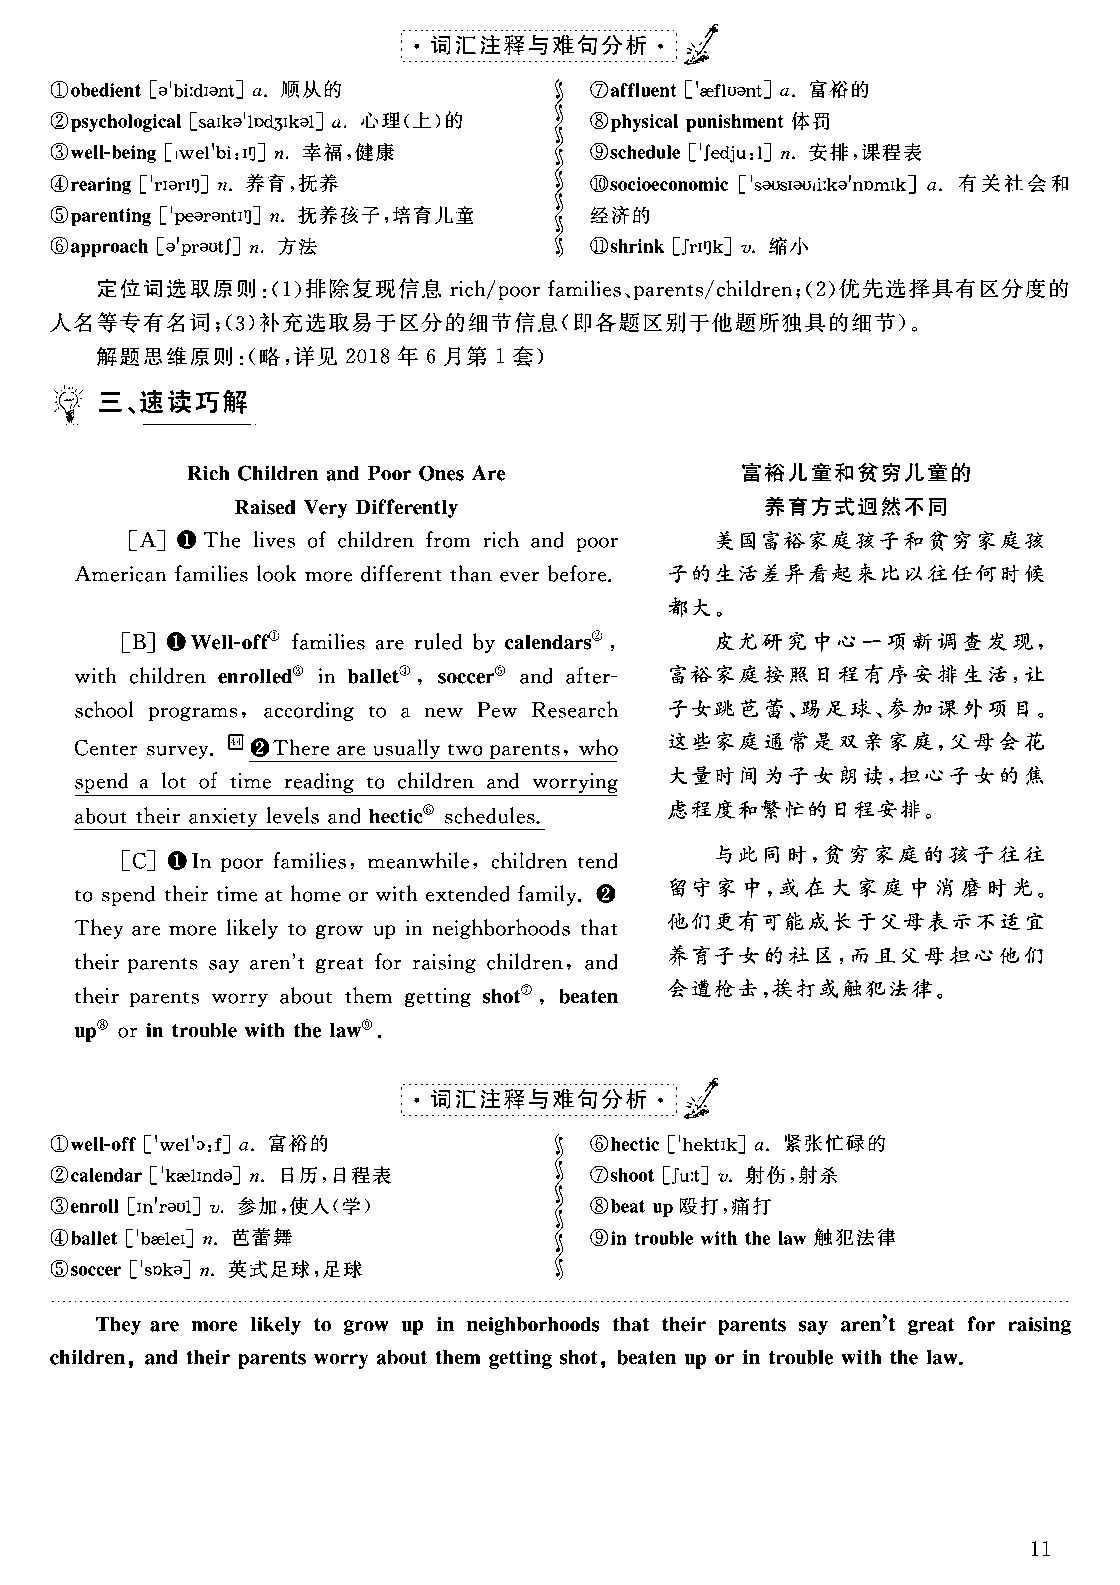 ·词汇注释与难句分析·
①obedient [ə'biːdɪənt] a. 顺从的
②psychological [saɪkə'lɒdʒɪkəl] a. 心理(上)的
③well-being [ˌwel'biːɪŋ] n. 幸福,健康
④rearing ['rɪərɪŋ] n. 养育,抚养
⑤parenting ['peərəntɪŋ] n. 抚养孩子,培育儿童
⑥approach [ə'prəʊtʃ] n. 方法
⑦affluent ['æflʊənt] a. 富裕的
⑧physical punishment 体罚
⑨schedule ['ʃedjuːl] n. 安排,课程表
⑩socioeconomic ['səʊsɪəʊˌiːkə'nɒmɪk] a. 有关社会和
经济的
⑪shrink [ʃrɪŋk] v. 缩小
定位词选取原则:(1)排除复现信息 rich/poor families、parents/children;(2)优先选择具有区分度的
人名等专有名词;(3)补充选取易于区分的细节信息(即各题区别于他题所独具的细节)。
解题思维原则:(略,详见 2018 年 6 月第 1 套)
三、速读巧解
Rich Children and Poor Ones Are
Raised Very Differently
[A] ❶ The lives of children from rich and poor
American families look more different than ever before.
[B] ❶ Well-off① families are ruled by calendars②,
with children enrolled③ in ballet④, soccer⑤ and after-
school programs, according to a new Pew Research
Center survey. 44 ❷ There are usually two parents, who
spend a lot of time reading to children and worrying
about their anxiety levels and hectic⑥ schedules.
[C] ❶ In poor families, meanwhile, children tend
to spend their time at home or with extended family. ❷
They are more likely to grow up in neighborhoods that
their parents say aren't great for raising children, and
their parents worry about them getting shot⑦, beaten
up⑧ or in trouble with the law⑨.
富裕儿童和贫穷儿童的
养育方式迥然不同
美国富裕家庭孩子和贫穷家庭孩
子的生活差异看起来比以往任何时候
都大。
皮尤研究中心一项新调查发现,
富裕家庭按照日程有序安排生活,让
子女跳芭蕾、踢足球、参加课外项目。
这些家庭通常是双亲家庭,父母会花
大量时间为子女朗读,担心子女的焦
虑程度和繁忙的日程安排。
与此同时,贫穷家庭的孩子往往
留守家中,或在大家庭中消磨时光。
他们更有可能成长于父母表示不适宜
养育子女的社区,而且父母担心他们
会遭枪击,挨打或触犯法律。
·词汇注释与难句分析·
①well-off ['wel'ɔːf] a. 富裕的
②calendar ['kælɪndə] n. 日历,日程表
③enroll [ɪn'rəʊl] v. 参加,使人(学)
④ballet ['bæleɪ] n. 芭蕾舞
⑤soccer ['sɒkə] n. 英式足球,足球
⑥hectic ['hektɪk] a. 紧张忙碌的
⑦shoot [ʃuːt] v. 射伤,射杀
⑧beat up 殴打,痛打
⑨in trouble with the law 触犯法律
They are more likely to grow up in neighborhoods that their parents say aren't great for raising
children, and their parents worry about them getting shot, beaten up or in trouble with the law.
11